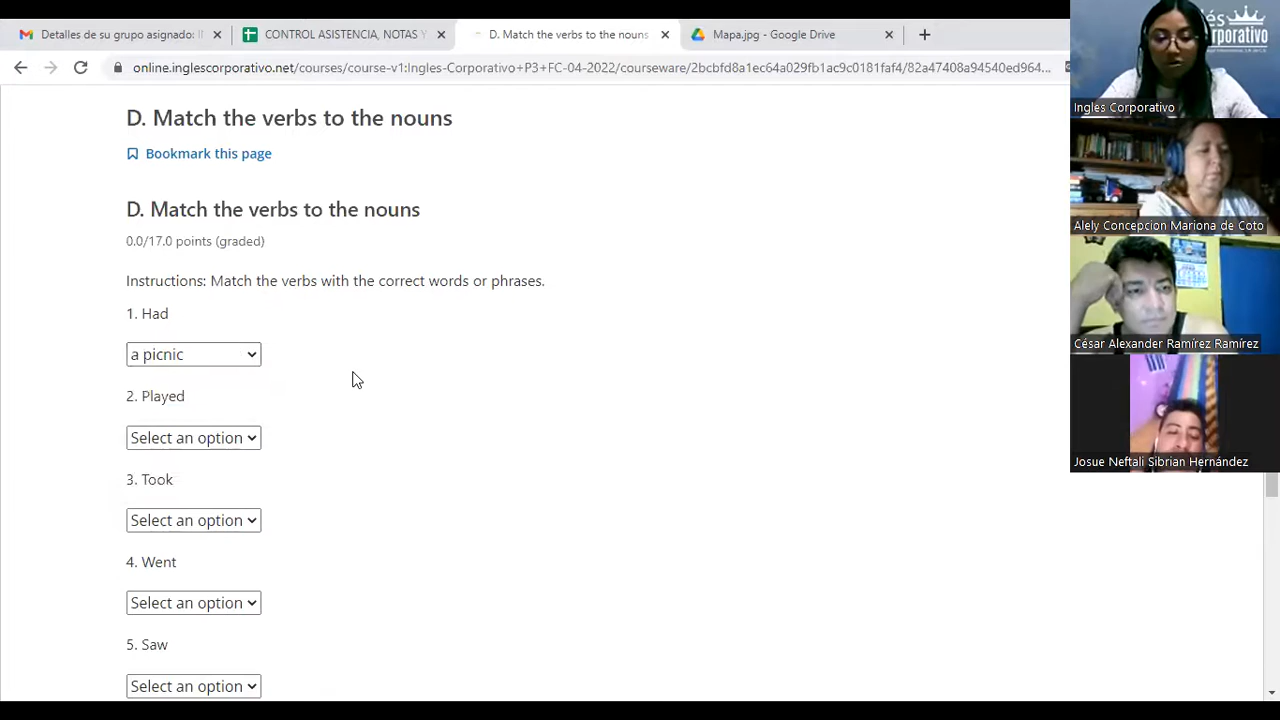 Detalles de su grupo asignado: I
CONTROL ASISTENCIA, NOTAS Y
D. Match the verbs to the nouns
Mapa.jpg - Google Drive
online.inglescorporativo.net/courses/course-v1:Ingles-Corporativo+P3+FC-04-2022/courseware/2bcbfd8a1ec64a029fb1ac9c0181faf4/82a47408a94540ed964...
D. Match the verbs to the nouns
Bookmark this page
D. Match the verbs to the nouns
0.0/17.0 points (graded)
Instructions: Match the verbs with the correct words or phrases.
1. Had
a picnic
2. Played
Select an option
3. Took
Select an option
4. Went
Select an option
5. Saw
Select an option
Ingles Corporativo
Alely Concepcion Mariona de Coto
César Alexander Ramírez Ramírez
Josue Neftali Sibrian Hernández